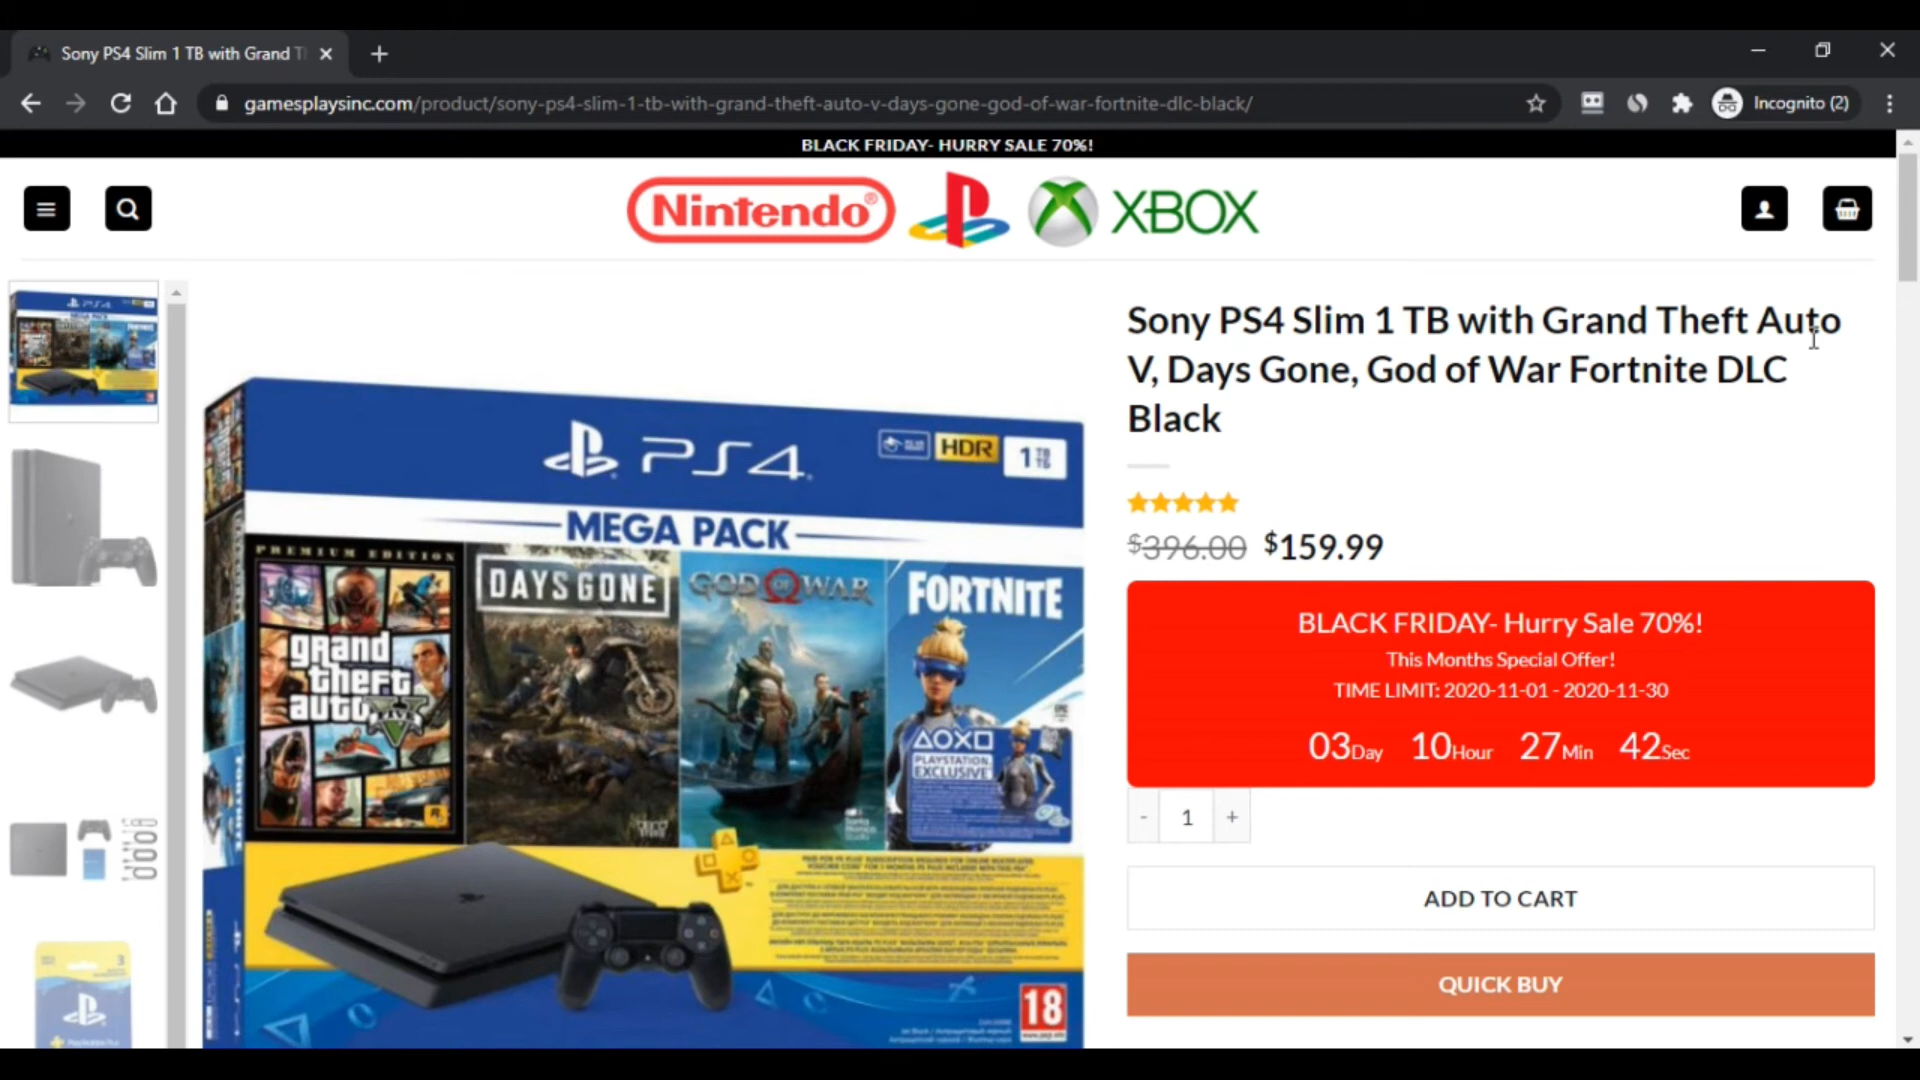 Sony PS4 Slim 1 TB with Grand T
gamesplaysinc.com/product/sony-ps4-slim-1-tb-with-grand-theft-auto-v-days-gone-god-of-war-fortnite-dlc-black/
Incognito (2)
BLACK FRIDAY- HURRY SALE 70%!
Nintendo® XBOX
Sony PS4 Slim 1 TB with Grand Theft Auto
V, Days Gone, God of War Fortnite DLC
Black
$396.00 $159.99
BLACK FRIDAY- Hurry Sale 70%!
This Months Special Offer!
TIME LIMIT: 2020-11-01 - 2020-11-30
03Day 10Hour 27Min 42Sec
- 1 +
ADD TO CART
QUICK BUY
PS4
HDR
1TB
MEGA PACK
PREMIUM EDITION
grand
theft
auto V
DAYS GONE
GOD OF WAR
FORTNITE
PLAYSTATION
EXCLUSIVE
18